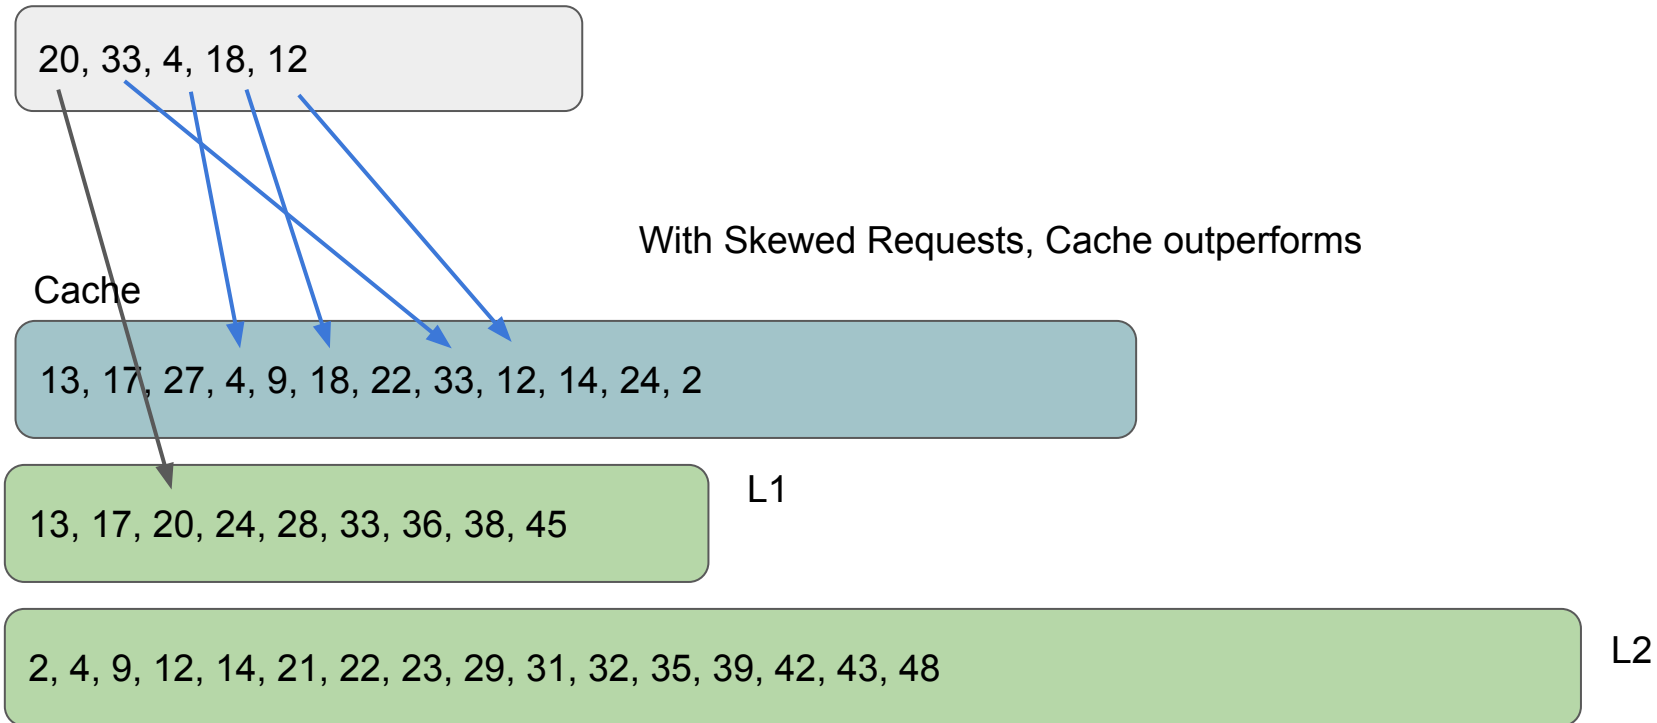 20, 33, 4, 18, 12
With Skewed Requests, Cache outperforms
Cache
13, 17, 27, 4, 9, 18, 22, 33, 12, 14, 24, 2
L1
13, 17, 20, 24, 28, 33, 36, 38, 45
L2
2, 4, 9, 12, 14, 21, 22, 23, 29, 31, 32, 35, 39, 42, 43, 48